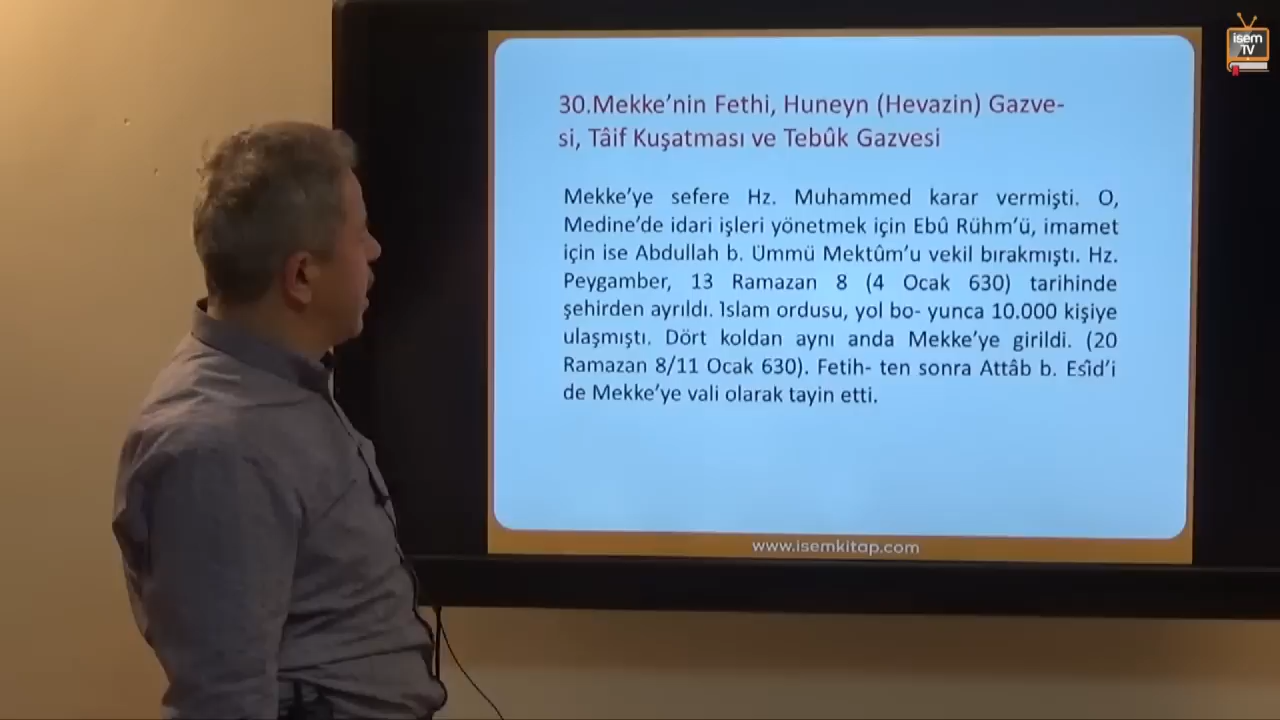 isem
TV
30.Mekke’nin Fethi, Huneyn (Hevazin) Gazve-
si, Tâif Kuşatması ve Tebûk Gazvesi
Mekke’ye sefere Hz. Muhammed karar vermişti. O,
Medine’de idari işleri yönetmek için Ebû Rühm’ü, imamet
için ise Abdullah b. Ümmü Mektûm’u vekil bırakmıştı. Hz.
Peygamber, 13 Ramazan 8 (4 Ocak 630) tarihinde
şehirden ayrıldı. İslam ordusu, yol bo- yunca 10.000 kişiye
ulaşmıştı. Dört koldan aynı anda Mekke’ye girildi. (20
Ramazan 8/11 Ocak 630). Fetih- ten sonra Attâb b. Esîd’i
de Mekke’ye vali olarak tayin etti.
www.isemkitap.com